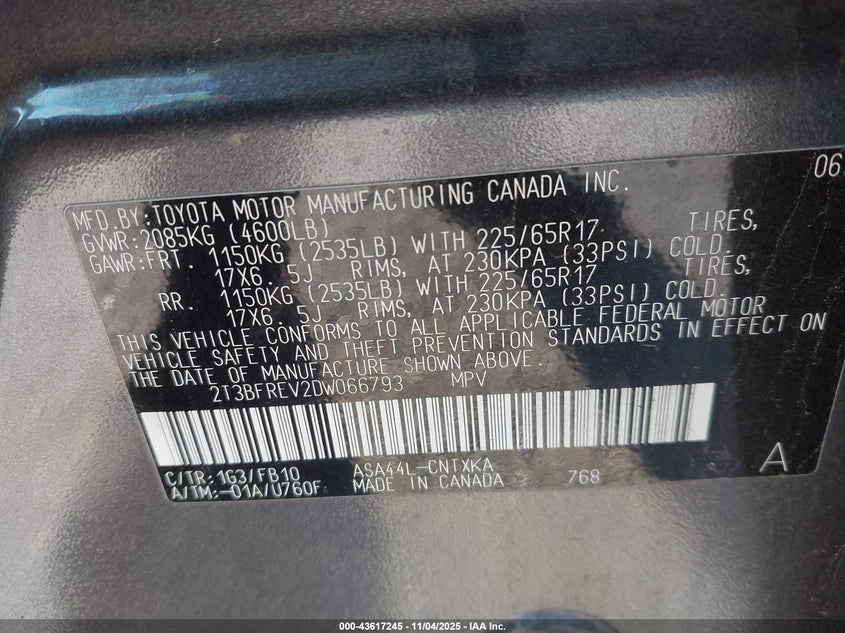 06
MFD.BY:TOYOTA MOTOR MANUFACTURING CANADA INC.
GVWR:2085KG (4600LB)
GAWR:FRT. 1150KG (2535LB) WITH 225/65R17 TIRES,
17X6. 5J RIMS, AT 230KPA (33PSI) COLD.
RR. 1150KG (2535LB) WITH 225/65R17 TIRES,
17X6. 5J RIMS, AT 230KPA (33PSI) COLD.
THIS VEHICLE CONFORMS TO ALL APPLICABLE FEDERAL MOTOR
VEHICLE SAFETY AND THEFT PREVENTION STANDARDS IN EFFECT ON
THE DATE OF MANUFACTURE SHOWN ABOVE.
2T3BFREV2DW066793 MPV
C/TR:1G3/FB10 ASA44L-CNTXKA A
A/TM:-01A/U760F MADE IN CANADA 768
000-43617245 - 11/04/2025 - IAA Inc.